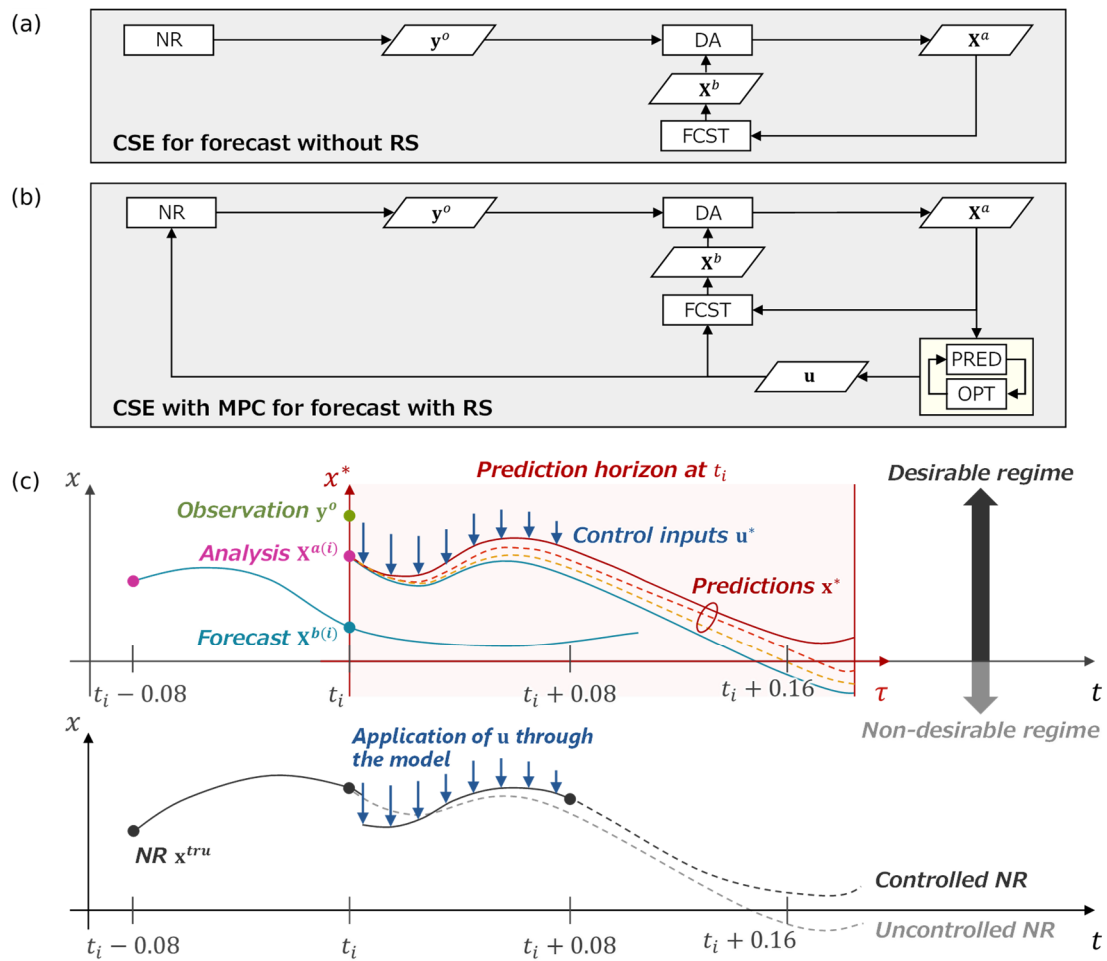 (a)
NR
y^o
DA
X^a
X^b
FCST
CSE for forecast without RS
(b)
NR
y^o
DA
X^a
X^b
FCST
PRED
u
OPT
CSE with MPC for forecast with RS
(c)
x
x*
Prediction horizon at t_i
Desirable regime
Observation y^o
Control inputs u*
Analysis X^a(i)
Predictions x*
Forecast X^b(i)
t_i − 0.08
t_i
t_i + 0.08
t_i + 0.16
τ
t
Non-desirable regime
x
Application of u through
the model
NR x^tru
Controlled NR
Uncontrolled NR
t_i − 0.08
t_i
t_i + 0.08
t_i + 0.16
t